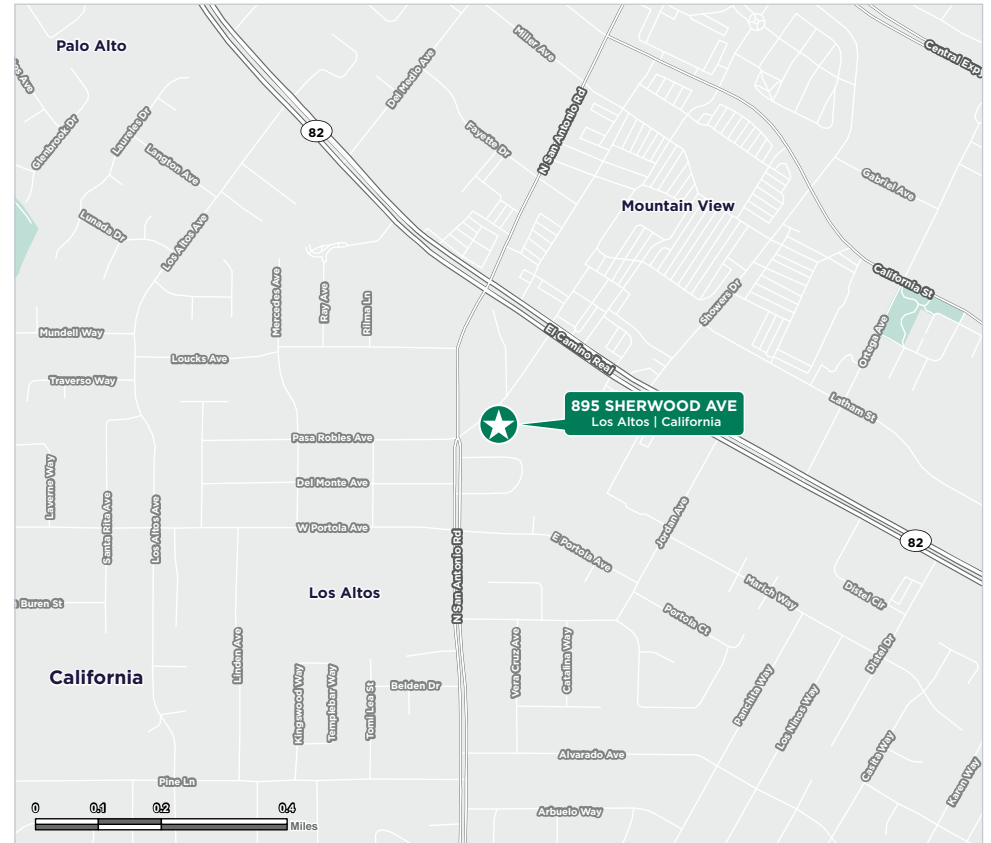 Palo Alto
Miller Ave
Central Exp
Del Medio Ave
Glenbrook Dr
Laureles Dr
Langton Ave
82
Fayette Dr
N San Antonio Rd
Gabriel Ave
Mountain View
Lunada Dr
Los Altos Ave
Mercedes Ave
Ray Ave
Rilma Ln
California St
Showers Dr
Ortega Ave
Mundell Way
Loucks Ave
El Camino Real
Traverso Way
895 SHERWOOD AVE
Los Altos | California
Latham St
Pasa Robles Ave
Laverne Way
Del Monte Ave
Santa Rita Ave
Los Altos Ave
W Portola Ave
N San Antonio Rd
E Portola Ave
Jordan Ave
82
Los Altos
Marich Way
Distel Cir
Buren St
Portola Ct
California
Linden Ave
Vera Cruz Ave
Catalina Way
Distel Dr
Kingswood Way
Templebar Way
Tomi Lea St
Belden Dr
Panchita Way
Los Ninos Way
Alvarado Ave
Casita Way
Karen Way
Pine Ln
Arbuelo Way
0 0.1 0.2 0.4
Miles